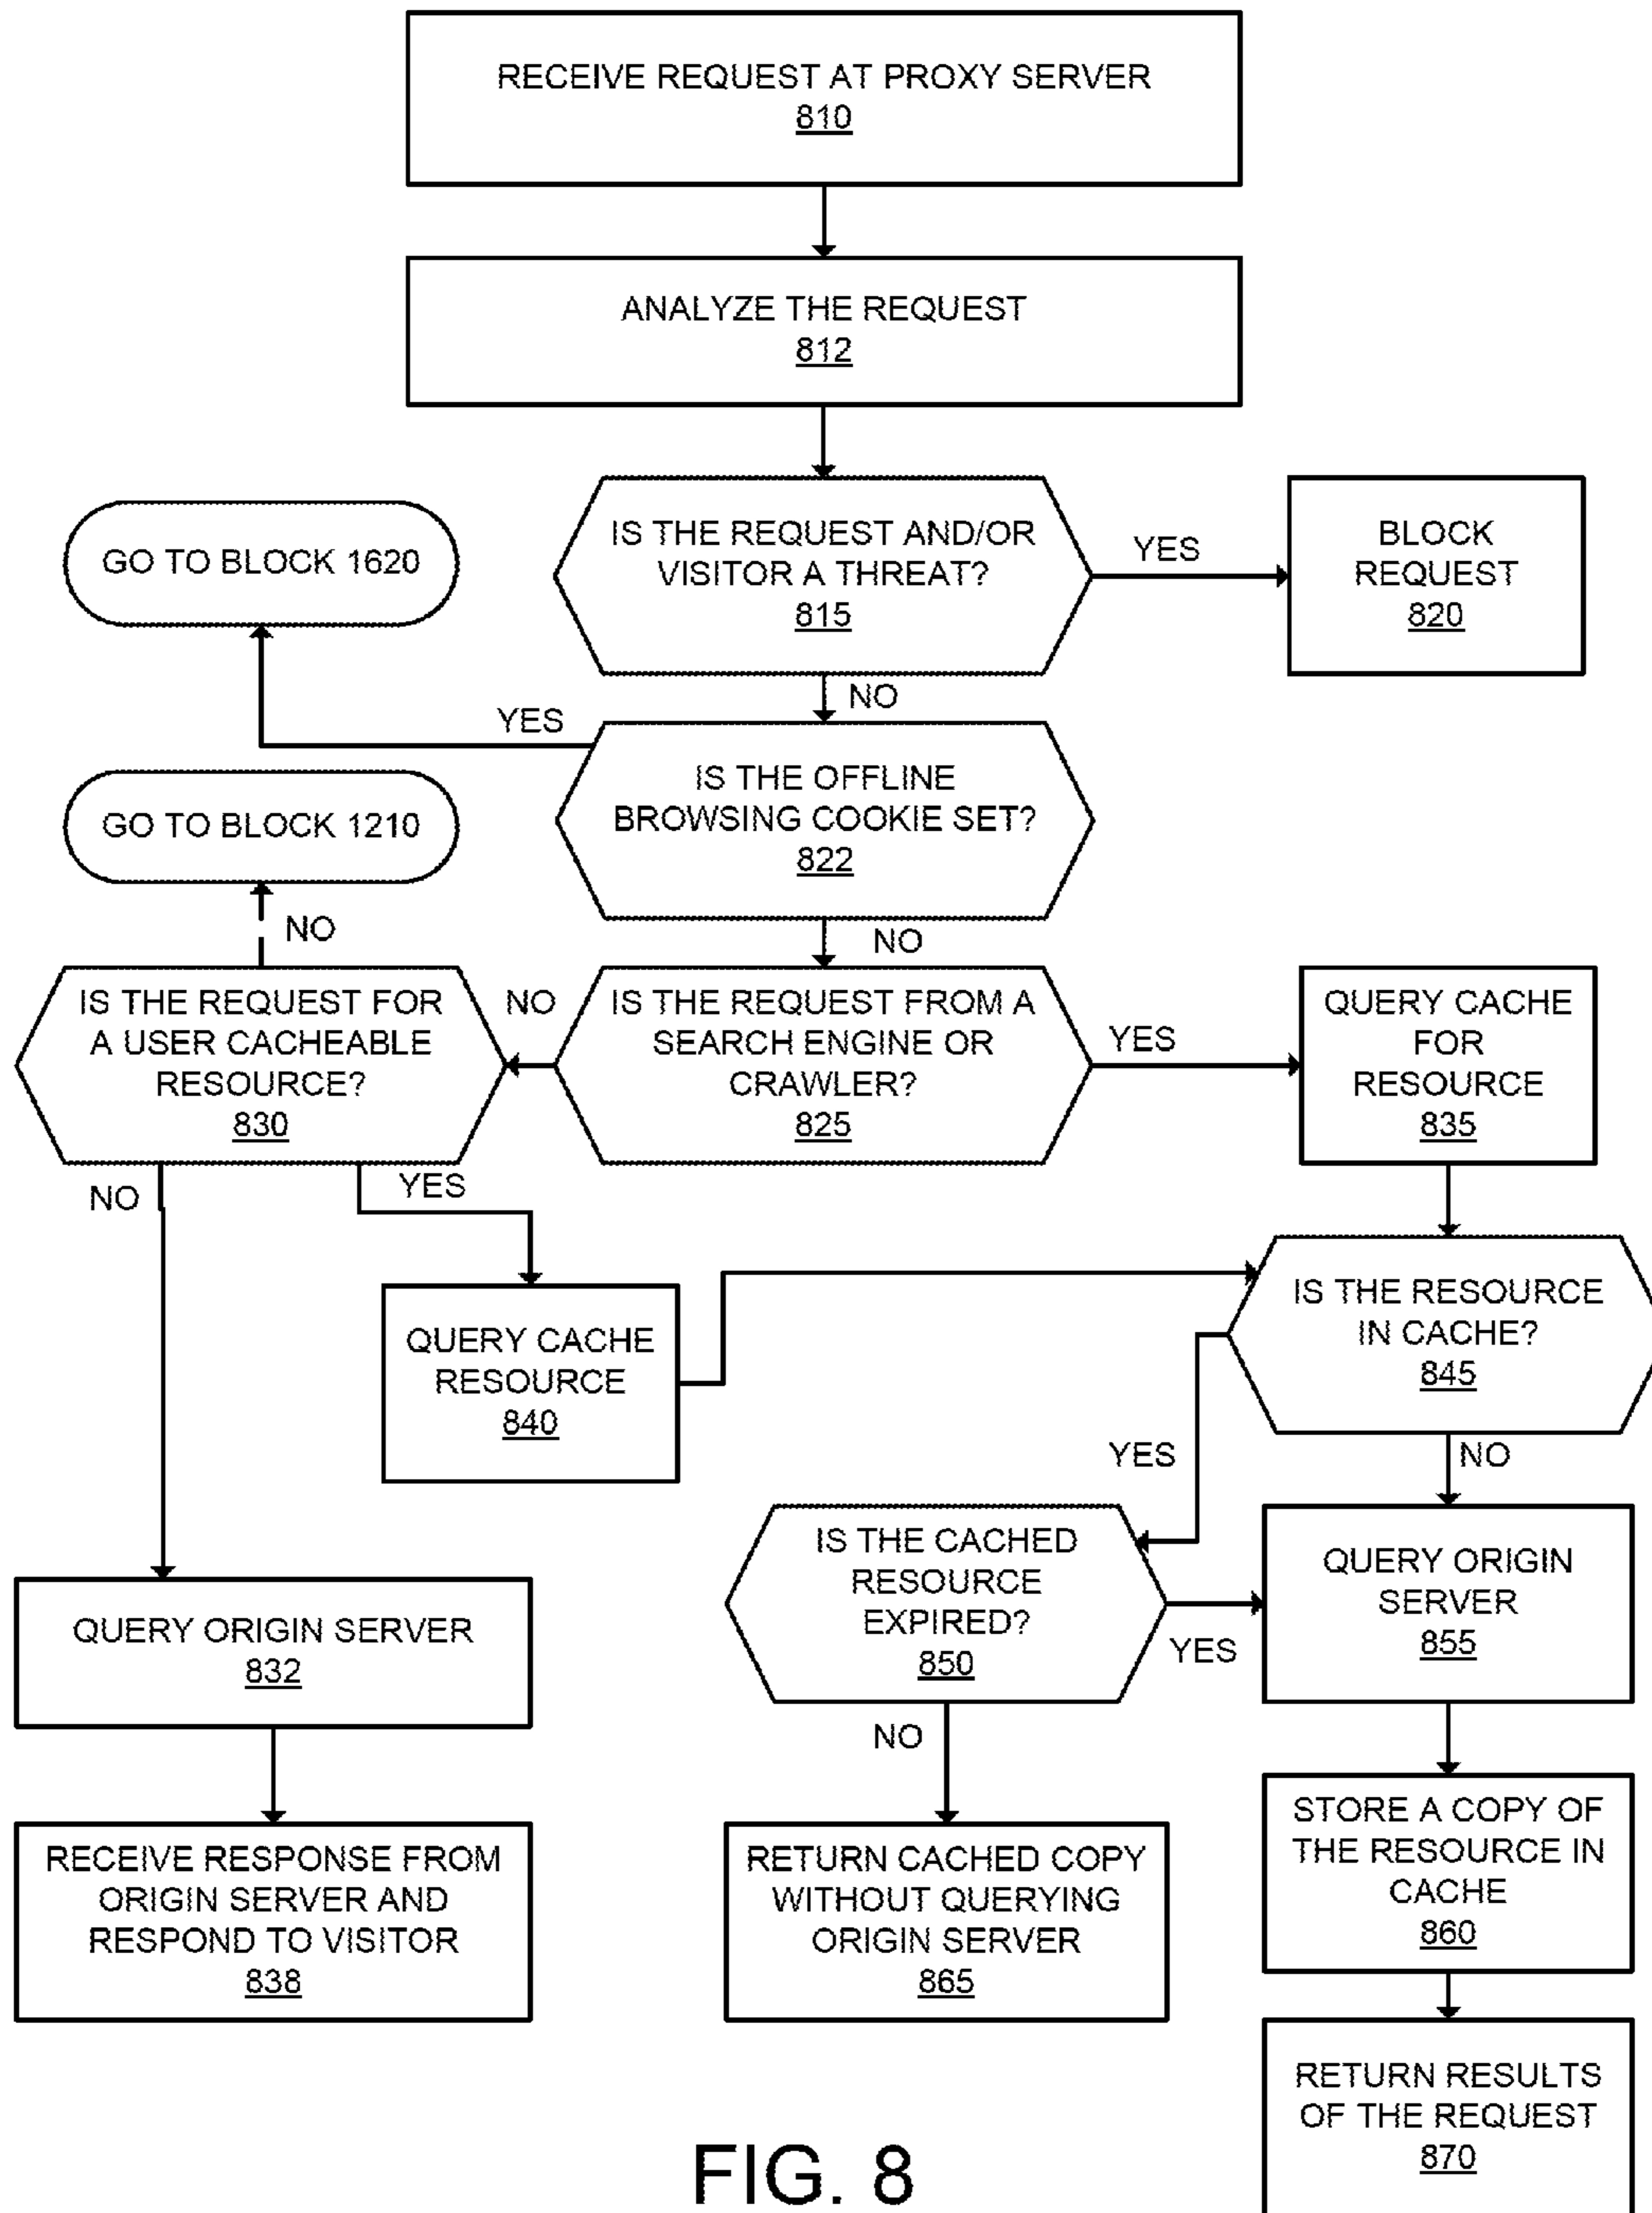 RECEIVE REQUEST AT PROXY SERVER
810
ANALYZE THE REQUEST
812
IS THE REQUEST AND/OR
VISITOR A THREAT?
815
YES
BLOCK
REQUEST
820
GO TO BLOCK 1620
NO
YES
IS THE OFFLINE
BROWSING COOKIE SET?
822
GO TO BLOCK 1210
NO
NO
IS THE REQUEST FOR
A USER CACHEABLE
RESOURCE?
830
NO
IS THE REQUEST FROM A
SEARCH ENGINE OR
CRAWLER?
825
YES
QUERY CACHE
FOR
RESOURCE
835
NO
YES
QUERY CACHE
RESOURCE
840
IS THE RESOURCE
IN CACHE?
845
YES
NO
IS THE CACHED
RESOURCE
EXPIRED?
850
YES
QUERY ORIGIN
SERVER
855
QUERY ORIGIN SERVER
832
NO
STORE A COPY OF
THE RESOURCE IN
CACHE
860
RECEIVE RESPONSE FROM
ORIGIN SERVER AND
RESPOND TO VISITOR
838
RETURN CACHED COPY
WITHOUT QUERYING
ORIGIN SERVER
865
RETURN RESULTS
OF THE REQUEST
870
FIG. 8